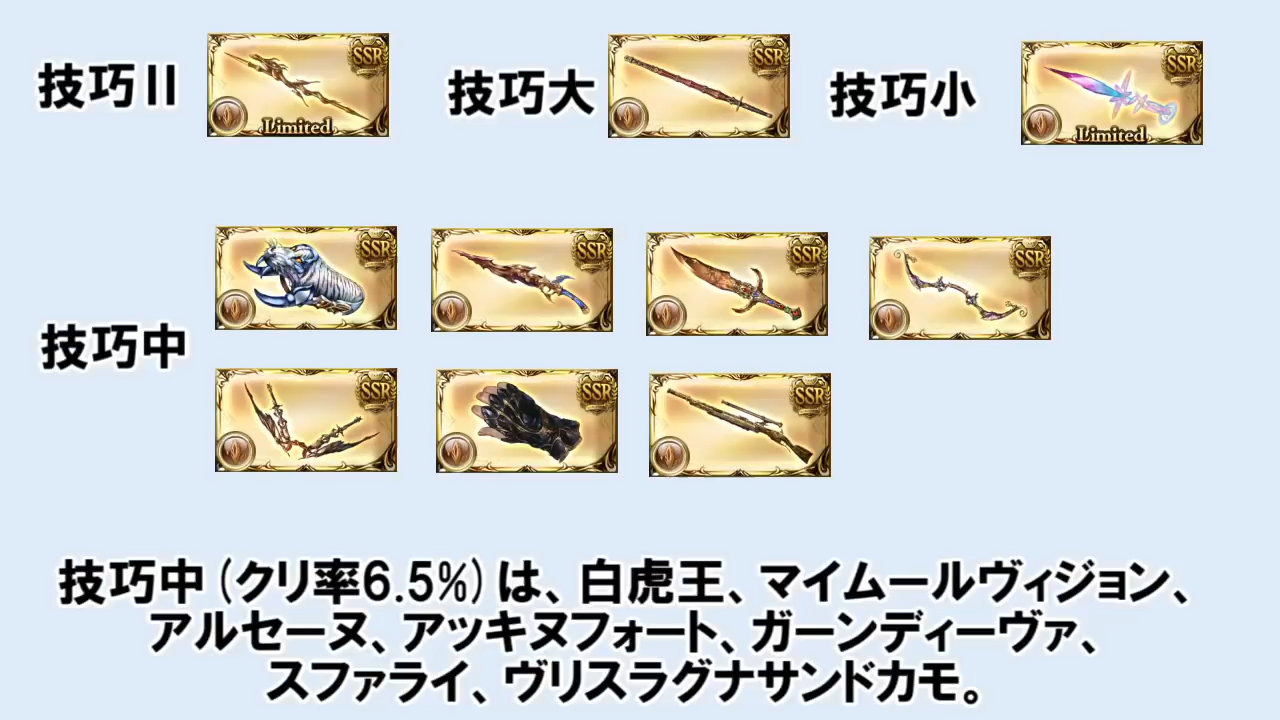 技巧Ⅱ
SSR
Limited
技巧大
SSR
技巧小
SSR
Limited
技巧中
SSR
SSR
SSR
SSR
SSR
SSR
SSR
技巧中(クリ率6.5%)は、白虎王、マイムールヴィジョン、
アルセーヌ、アッキヌフォート、ガーンディーヴァ、
スファライ、ヴリスラグナサンドカモ。